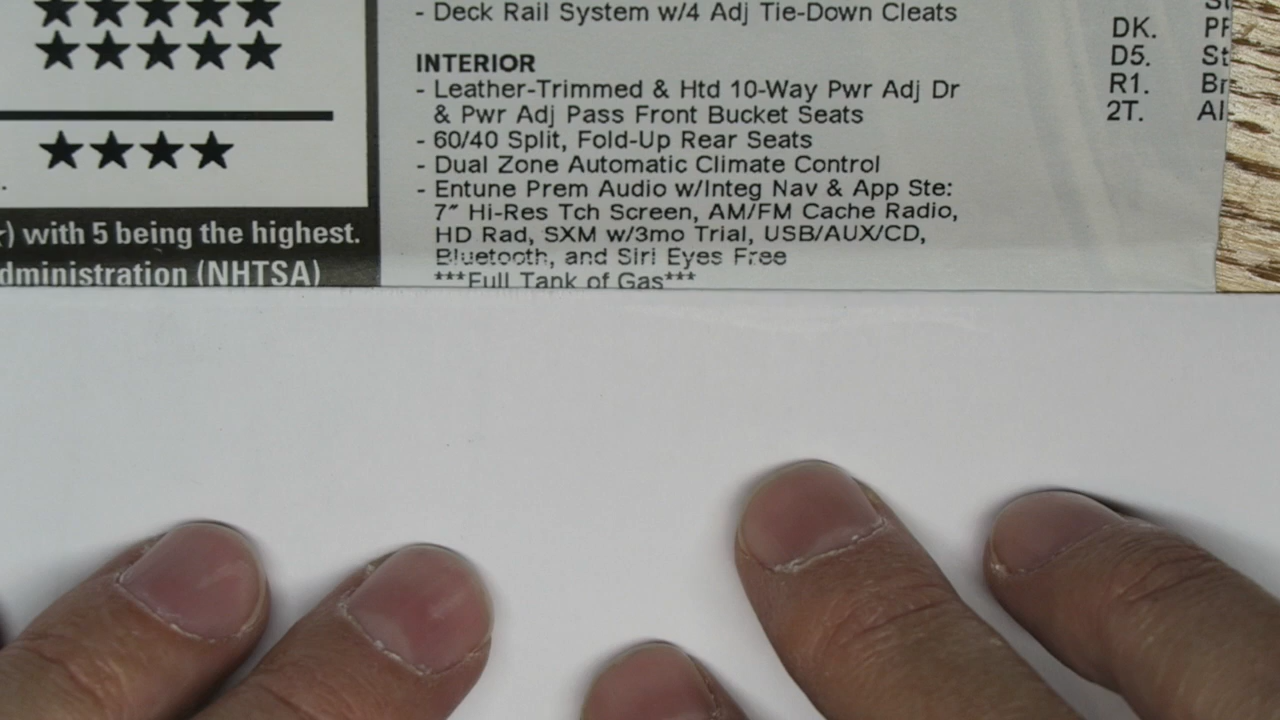 with 5 being the highest.
(NHTSA)
- Deck Rail System w/4 Adj Tie-Down Cleats
INTERIOR
- Leather-Trimmed & Htd 10-Way Pwr Adj Dr
& Pwr Adj Pass Front Bucket Seats
- 60/40 Split, Fold-Up Rear Seats
- Dual Zone Automatic Climate Control
- Entune Prem Audio w/Integ Nav & App Ste:
7″ Hi-Res Tch Screen, AM/FM Cache Radio,
HD Rad, SXM w/3mo Trial, USB/AUX/CD,
Bluetooth, and Siri Eyes Free
***Full Tank of Gas***
DK.
D5.
R1.
2T.